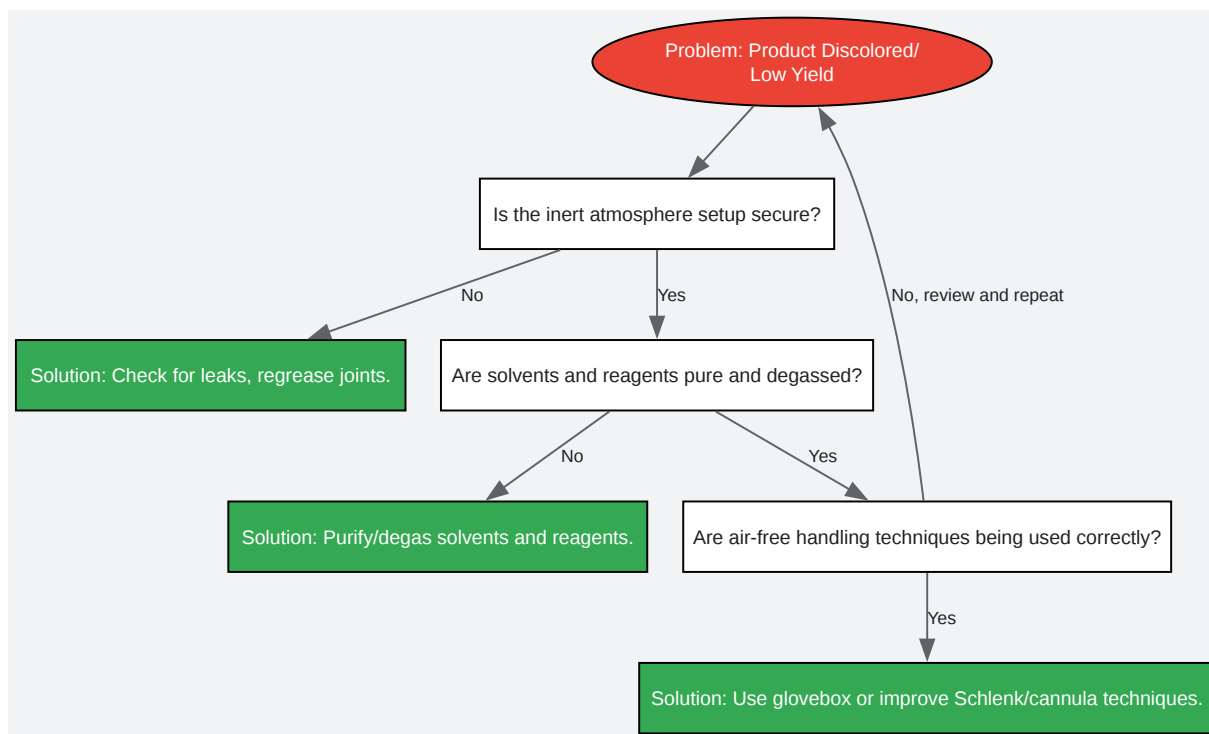 Problem: Product Discolored/
Low Yield
Is the inert atmosphere setup secure?
No
Yes
No, review and repeat
Solution: Check for leaks, regrease joints.
Are solvents and reagents pure and degassed?
No
Yes
Solution: Purify/degas solvents and reagents.
Are air-free handling techniques being used correctly?
Yes
Solution: Use glovebox or improve Schlenk/cannula techniques.